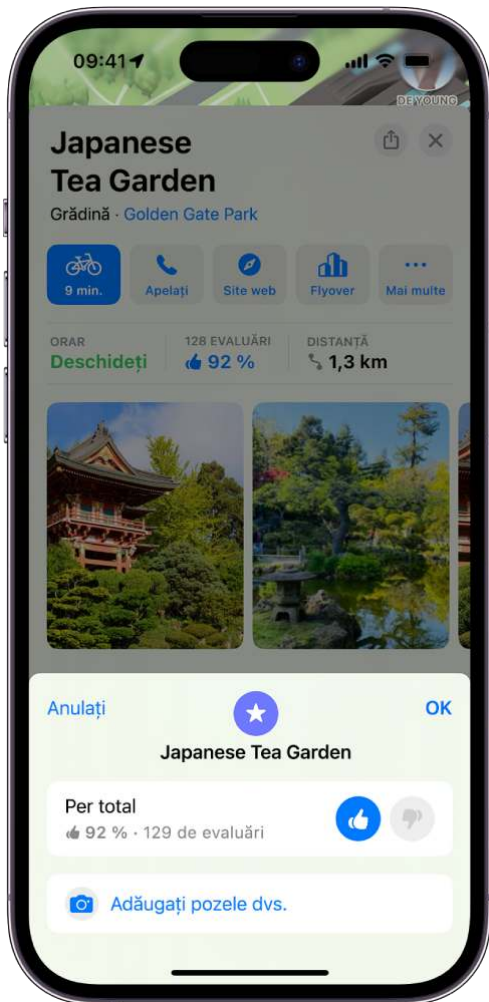 09:41
DE YOUNG
Japanese
Tea Garden
Grădină · Golden Gate Park
9 min.
Apelați
Site web
Flyover
Mai multe
ORAR
128 EVALUĂRI
DISTANȚĂ
Deschideți
92 %
1,3 km
Anulați
OK
Japanese Tea Garden
Per total
92 % · 129 de evaluări
Adăugați pozele dvs.